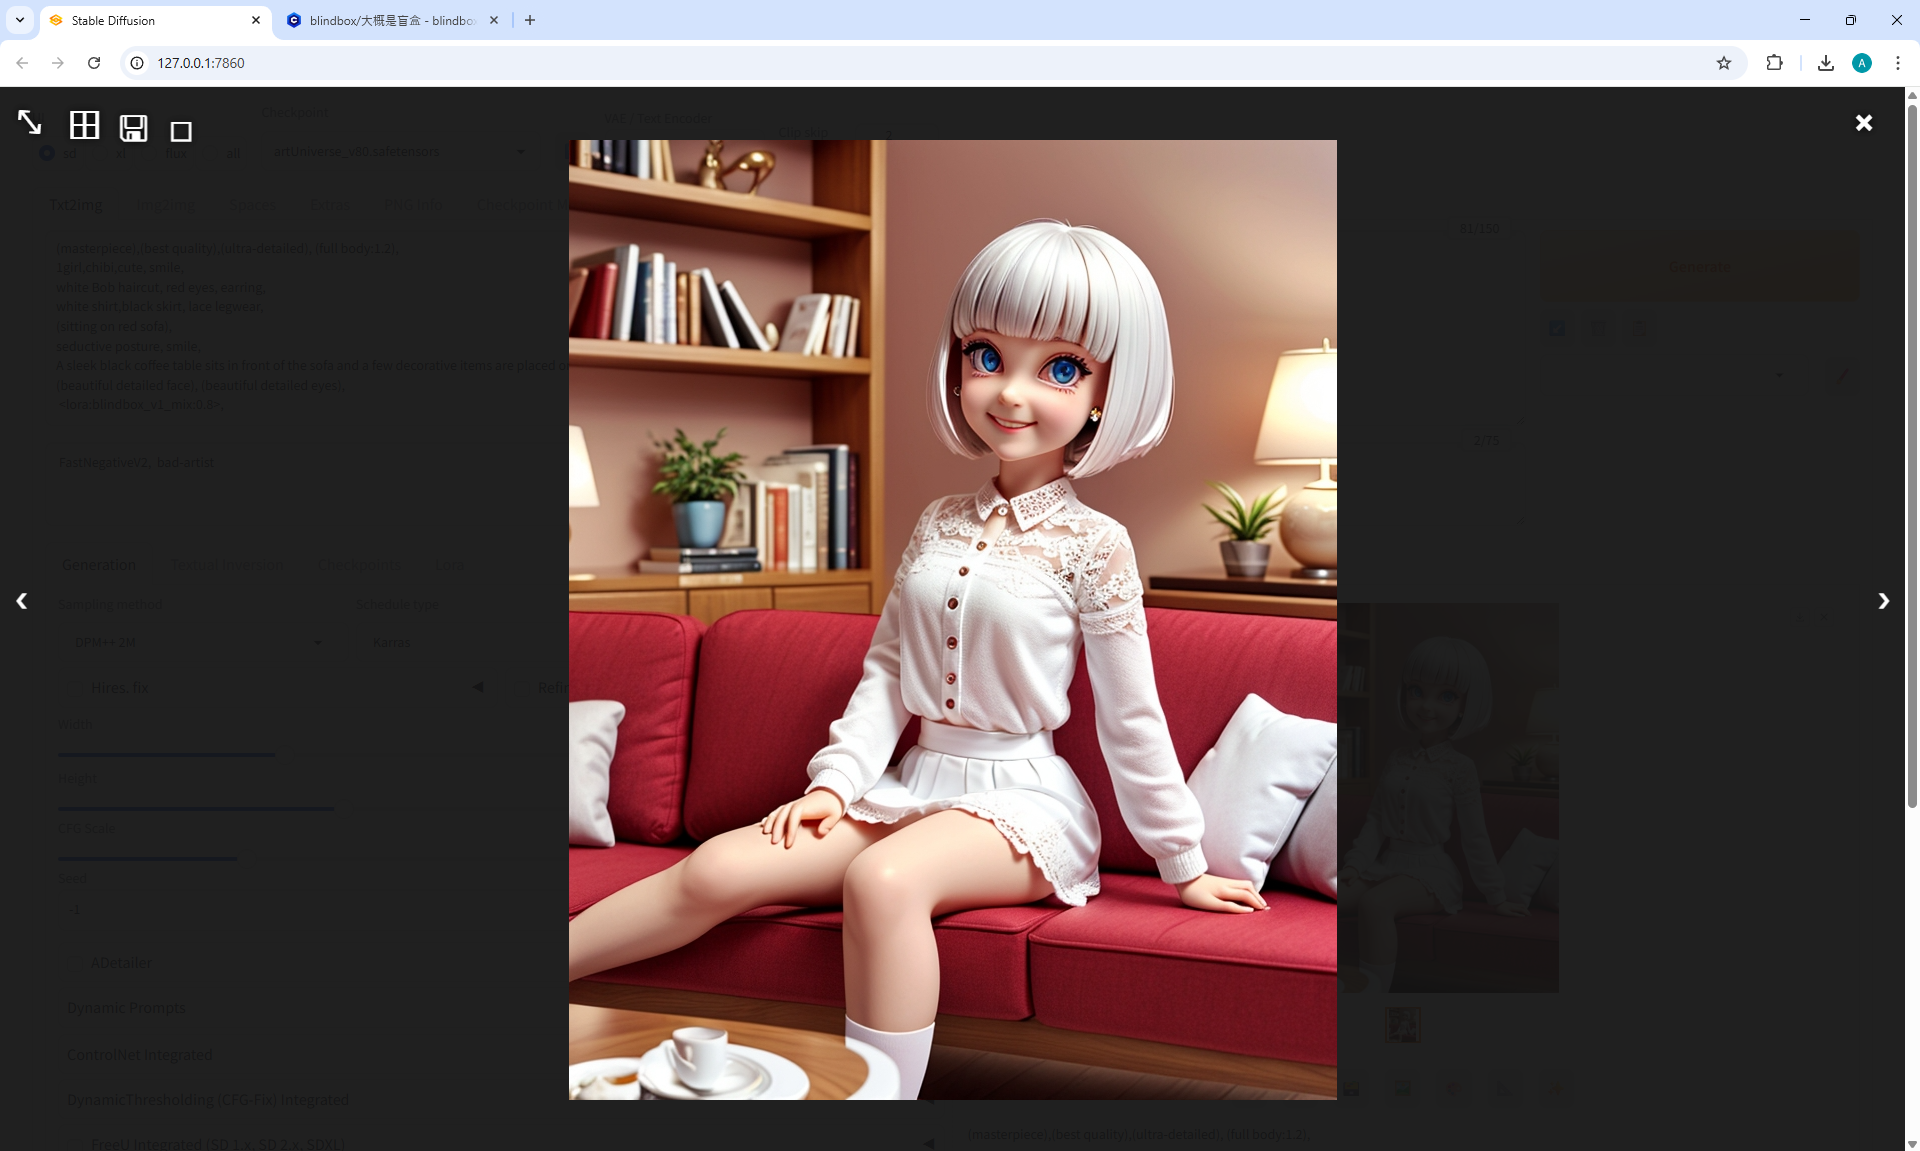 Stable Diffusion
blindbox/大概是盲盒 - blindbo
127.0.0.1:7860
A
Checkpoint
VAE / Text Encoder
Clip skip
2
sd
xl
flux
all
artUniverse_v80.safetensors
Txt2img
Img2img
Spaces
Extras
PNG Info
Checkpoint M
(masterpiece),(best quality),(ultra-detailed), (full body:1.2),
1girl,chibi,cute, smile,
white Bob haircut, red eyes, earring,
white shirt,black skirt, lace legwear,
(sitting on red sofa),
seductive posture, smile,
A sleek black coffee table sits in front of the sofa and a few decorative items are placed o
(beautiful detailed face), (beautiful detailed eyes),
<lora:blindbox_v1_mix:0.8>,
81/150
Generate
FastNegativeV2, bad-artist
2/75
Generation
Textual Inversion
Checkpoints
Lora
Sampling method
Schedule type
DPM++ 2M
Karras
Hires. fix
Refin
Width
Height
CFG Scale
Seed
-1
ADetailer
Dynamic Prompts
ControlNet Integrated
DynamicThresholding (CFG-Fix) Integrated
FreeU Integrated (SD 1.x, SD 2.x, SDXL)
(masterpiece),(best quality),(ultra-detailed), (full body:1.2),